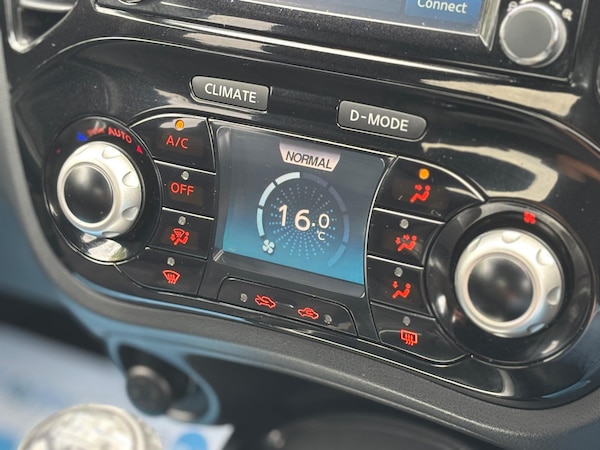 Connect
CLIMATE
D-MODE
AUTO
A/C
NORMAL
OFF
16.0
°C